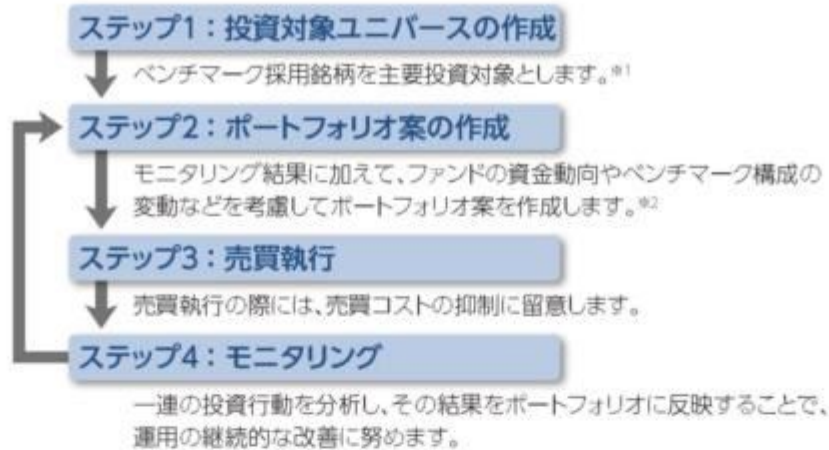 ステップ1：投資対象ユニバースの作成
ベンチマーク採用銘柄を主要投資対象とします。※1
ステップ2：ポートフォリオ案の作成
モニタリング結果に加えて、ファンドの資金動向やベンチマーク構成の
変動などを考慮してポートフォリオ案を作成します。※2
ステップ3：売買執行
売買執行の際には、売買コストの抑制に留意します。
ステップ4：モニタリング
一連の投資行動を分析し、その結果をポートフォリオに反映することで、
運用の継続的な改善に努めます。